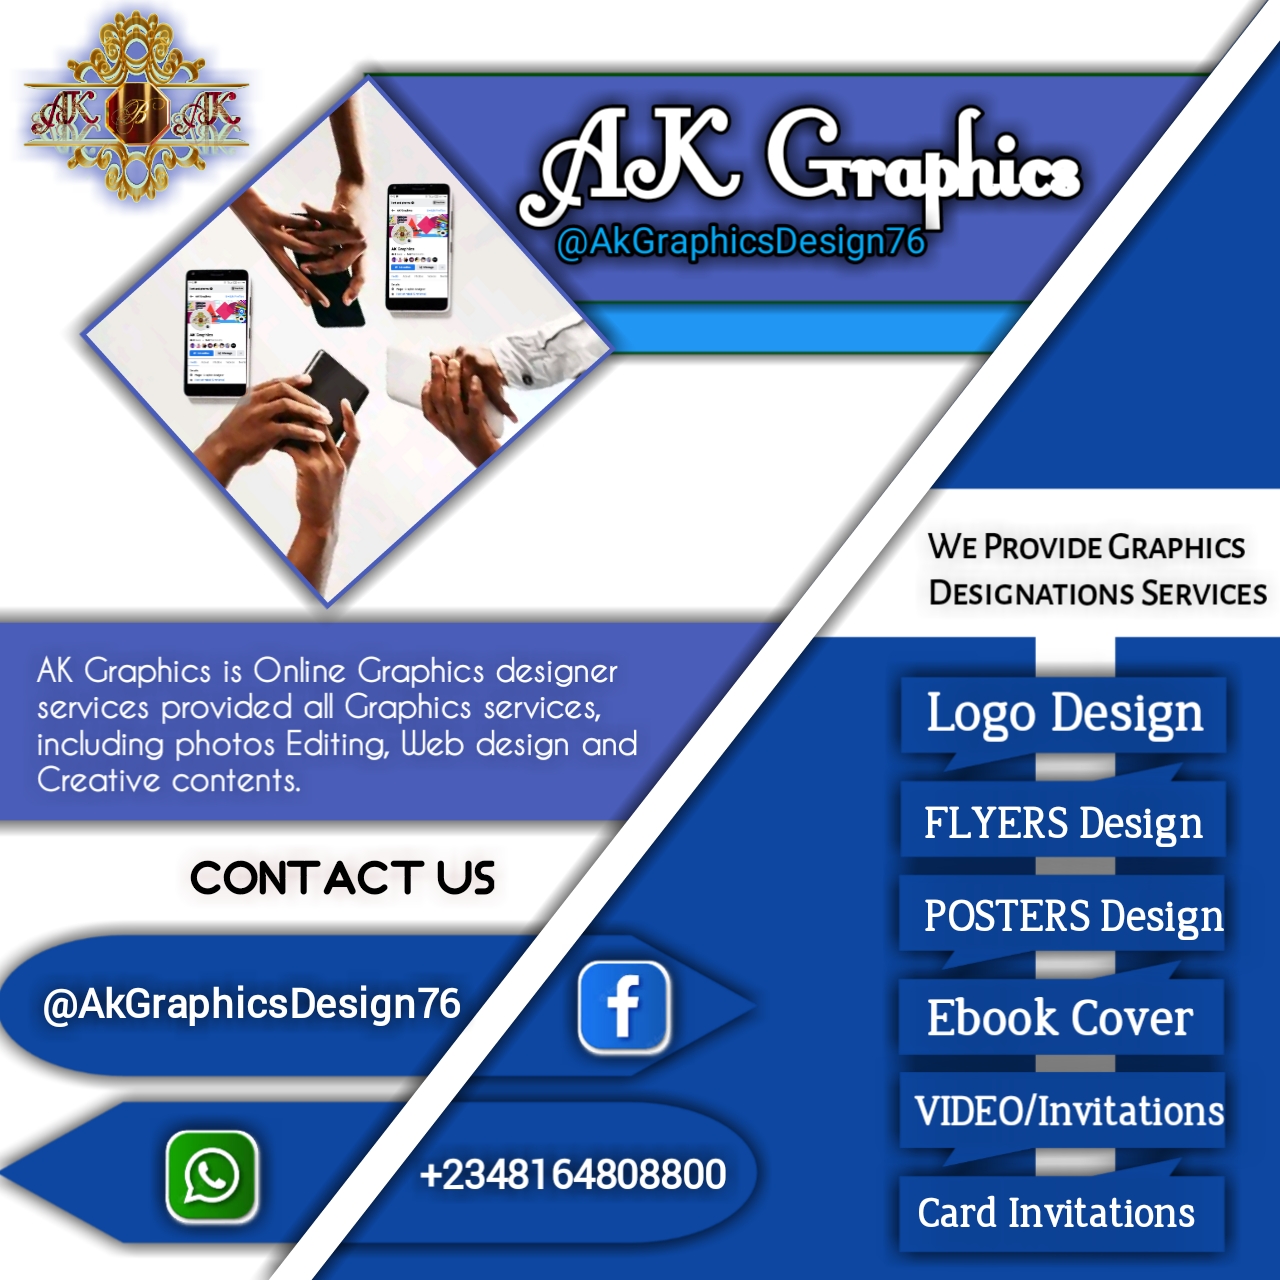 AK B AK
AK Graphics
@AkGraphicsDesign76
We Provide Graphics
Designations Services
AK Graphics is Online Graphics designer
services provided all Graphics services,
including photos Editing, Web design and
Creative contents.
Logo Design
FLYERS Design
POSTERS Design
Ebook Cover
VIDEO/Invitations
Card Invitations
CONTACT US
@AkGraphicsDesign76
+2348164808800